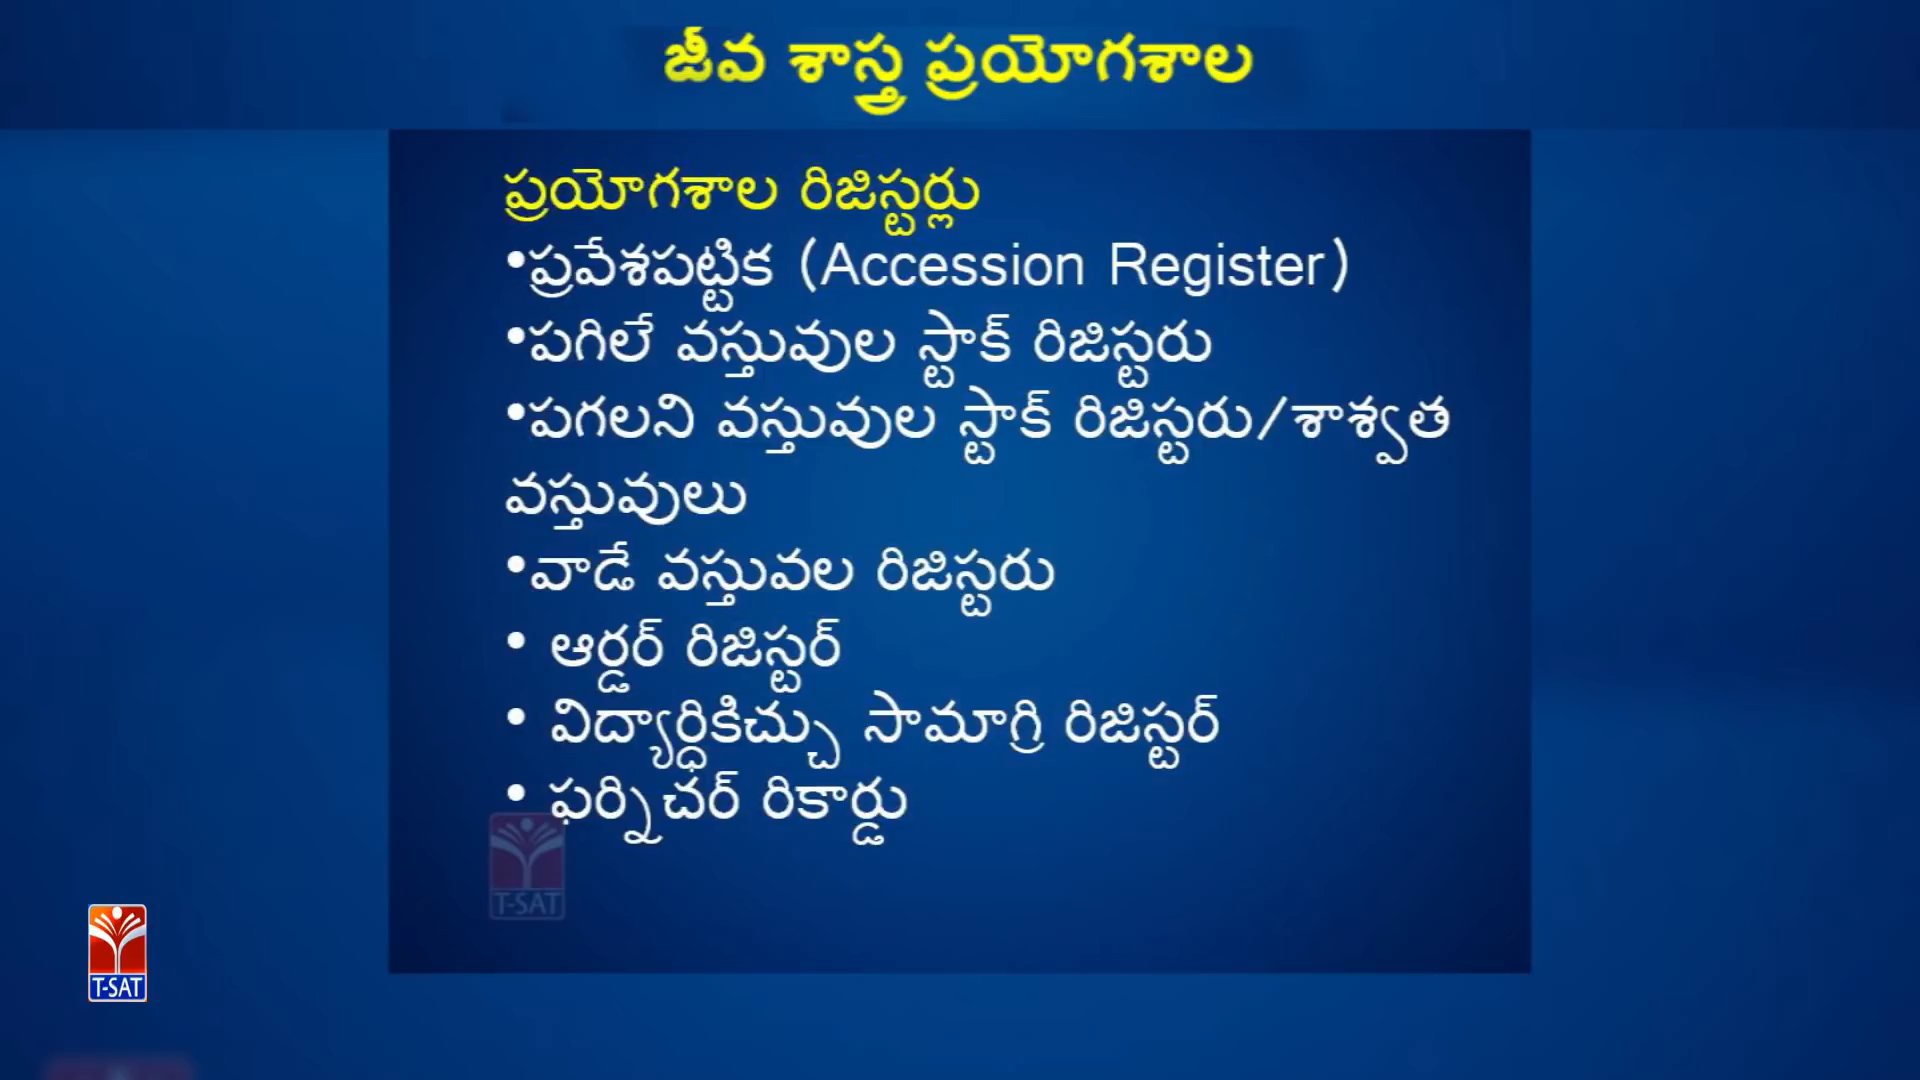 జీవ శాస్త్ర ప్రయోగశాల
ప్రయోగశాల రిజిస్టర్లు
•ప్రవేశపట్టిక (Accession Register)
•పగిలే వస్తువుల స్టాక్ రిజిస్టరు
•పగలని వస్తువుల స్టాక్ రిజిస్టరు/శాశ్వత
వస్తువులు
•వాడే వస్తువల రిజిస్టరు
• ఆర్డర్ రిజిస్టర్
• విద్యార్ధికిచ్చు సామాగ్రి రిజిస్టర్
• ఫర్నిచర్ రికార్డు
T-SAT
T-SAT